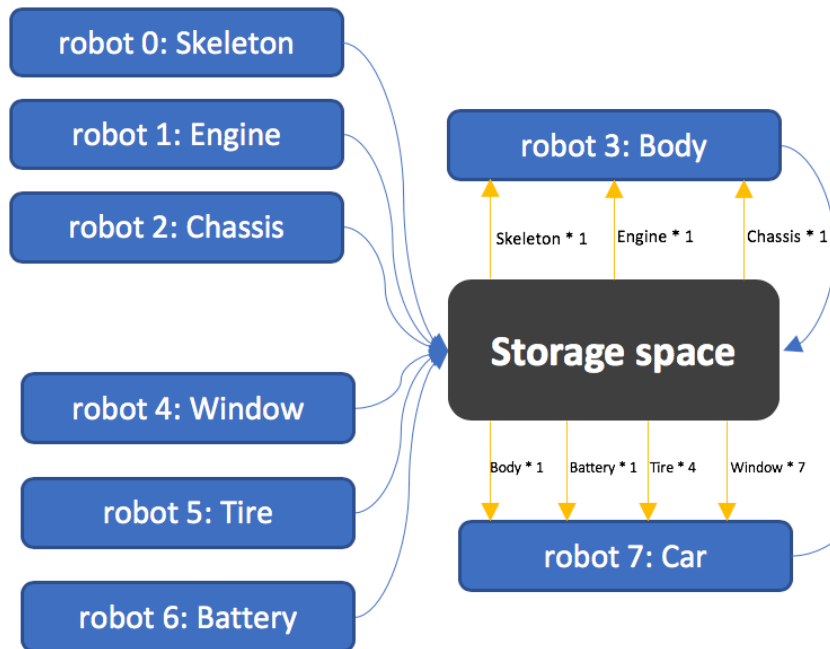 robot 0: Skeleton
robot 1: Engine
robot 2: Chassis
robot 3: Body
Skeleton * 1
Engine * 1
Chassis * 1
Storage space
robot 4: Window
robot 5: Tire
robot 6: Battery
Body * 1
Battery * 1
Tire * 4
Window * 7
robot 7: Car